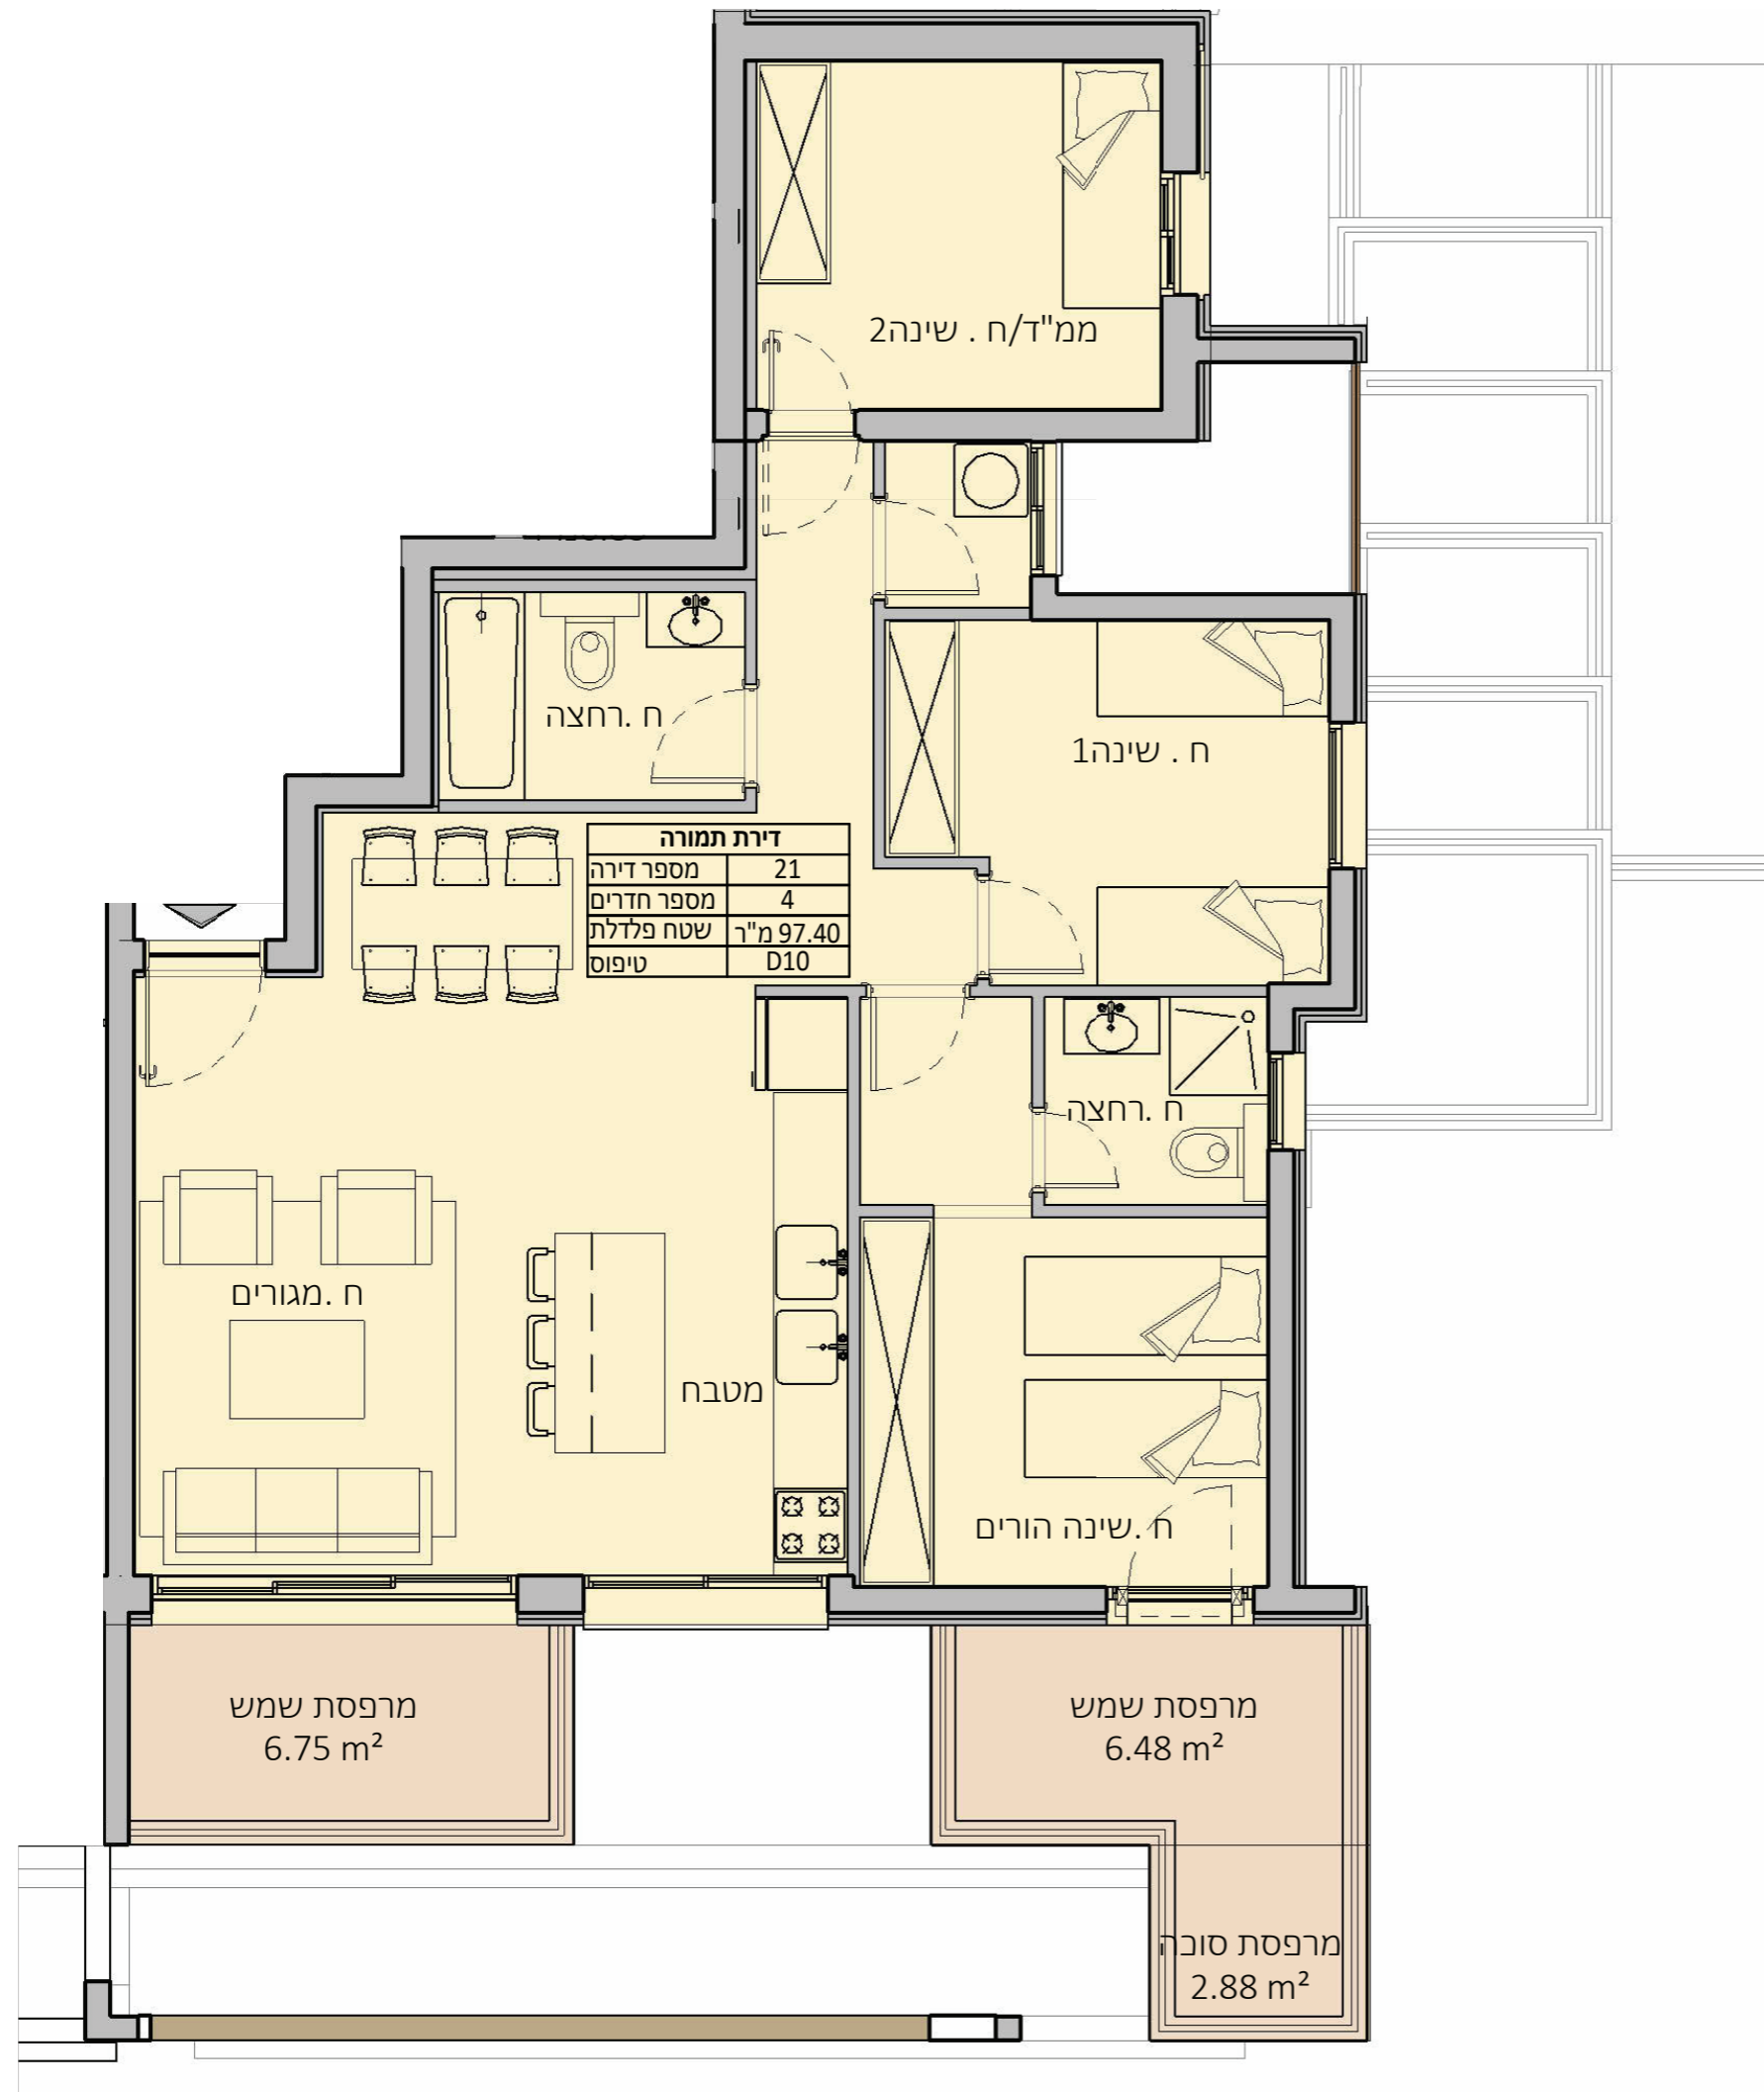 ממ"ד/ח . שינה2
ח .רחצה
ח . שינה1
דירת תמורה
מספר דירה 21
מספר חדרים 4
שטח פלדלת 97.40 מ"ר
טיפוס D10
ח .רחצה
ח .מגורים
מטבח
ח .שינה הורים
מרפסת שמש
6.75 m²
מרפסת שמש
6.48 m²
מרפסת סוכה
2.88 m²